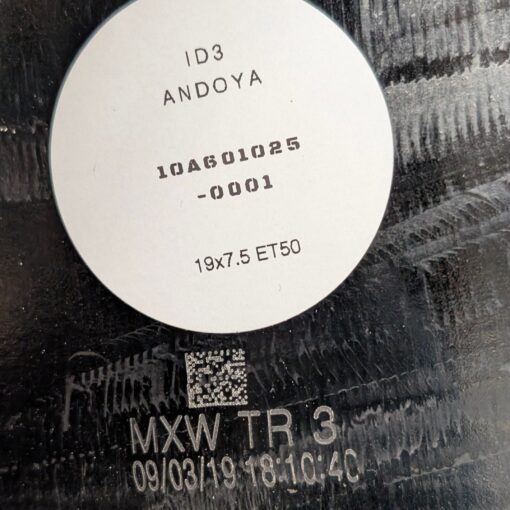 ID3
ANDOYA
10A601025
-0001
19x7.5 ET50
MXW TR 3
09/03/19 18:10:40